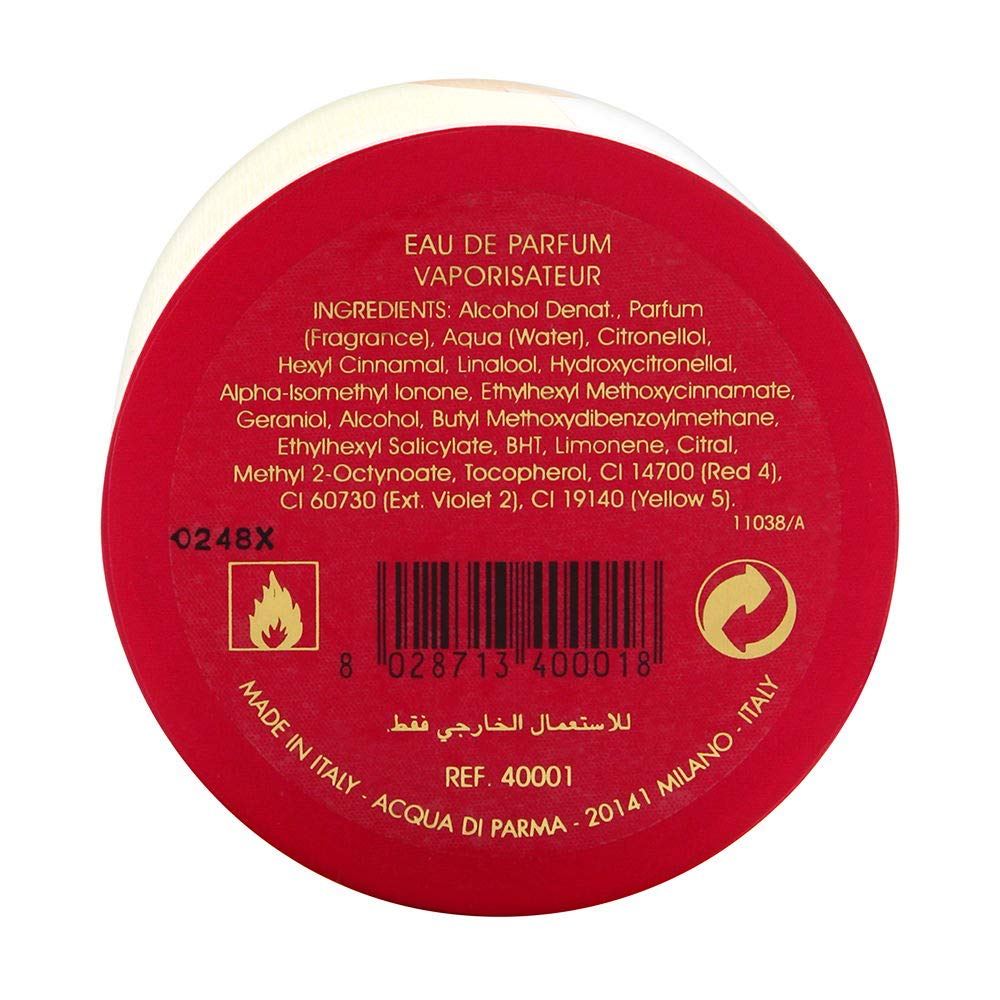 EAU DE PARFUM
VAPORISATEUR
INGREDIENTS: Alcohol Denat., Parfum
(Fragrance), Aqua (Water), Citronellol,
Hexyl Cinnamal, Linalool, Hydroxycitronellal,
Alpha-Isomethyl Ionone, Ethylhexyl Methoxycinnamate,
Geraniol, Alcohol, Butyl Methoxydibenzoylmethane,
Ethylhexyl Salicylate, BHT, Limonene, Citral,
Methyl 2-Octynoate, Tocopherol, CI 14700 (Red 4),
CI 60730 (Ext. Violet 2), CI 19140 (Yellow 5).
11038/A
0248X
8 028713 400018
للاستعمال الخارجي فقط.
REF. 40001
MADE IN ITALY - ACQUA DI PARMA - 20141 MILANO - ITALY